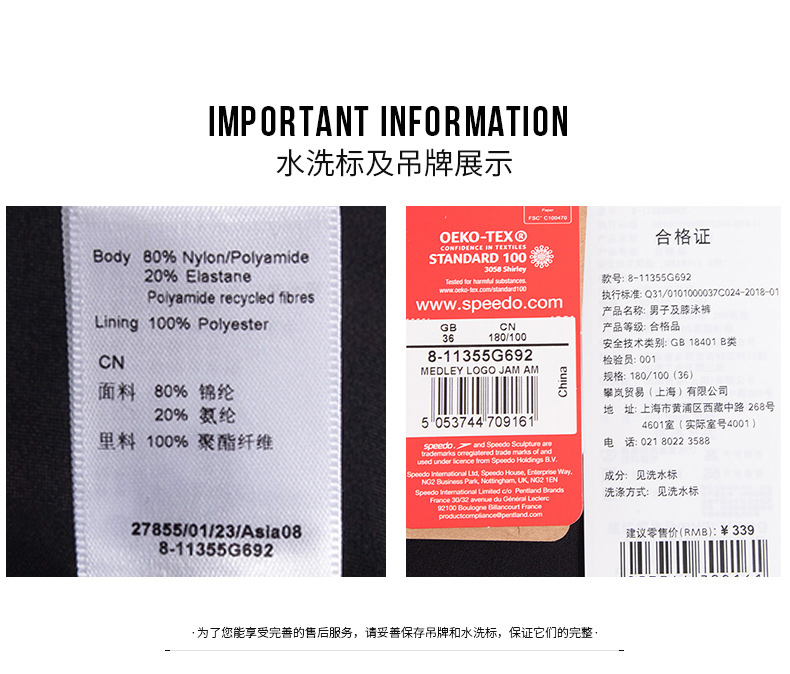 IMPORTANT INFORMATION
水洗标及吊牌展示
Body 80% Nylon/Polyamide
20% Elastane
Polyamide recycled fibres
Lining 100% Polyester
CN
面料 80% 锦纶
20% 氨纶
里料 100% 聚酯纤维
27855/01/23/Asia08
8-11355G692
Paper
FSC™ C100470
OEKO-TEX®
CONFIDENCE IN TEXTILES
STANDARD 100
3058 Shirley
Tested for harmful substances.
www.oeko-tex.com/standard100
www.speedo.com
GB CN
36 180/100
8-11355G692
MEDLEY LOGO JAM AM
China
5 053744 709161
speedo, and Speedo Sculpture are
trademarks orregiatered trade marks of and
used under licence from Speedo Holdings B.V.
Speedo International Ltd, Speedo House, Enterprise Way,
NG2 Business Park, Nottingham, UK, NG2 1EN
Speedo International Limited c/o Pentland Brands
France 30/32 avenue du Général Leclerc
92100 Boulogne Billancourt France
productcompliance@pentland.com
合格证
款号: 8-11355G692
执行标准: Q31/0101000037C024-2018-01
产品名称: 男子及膝泳裤
产品等级: 合格品
安全技术类别: GB 18401 B类
检验员: 001
规格: 180/100（36）
攀岚贸易（上海）有限公司
地 址: 上海市黄浦区西藏中路 268号
4601室（实际室号4001）
电 话: 021 8022 3588
成分: 见洗水标
洗涤方式: 见洗水标
建议零售价(RMB): ¥ 339
·为了您能享受完善的售后服务，请妥善保存吊牌和水洗标，保证它们的完整·